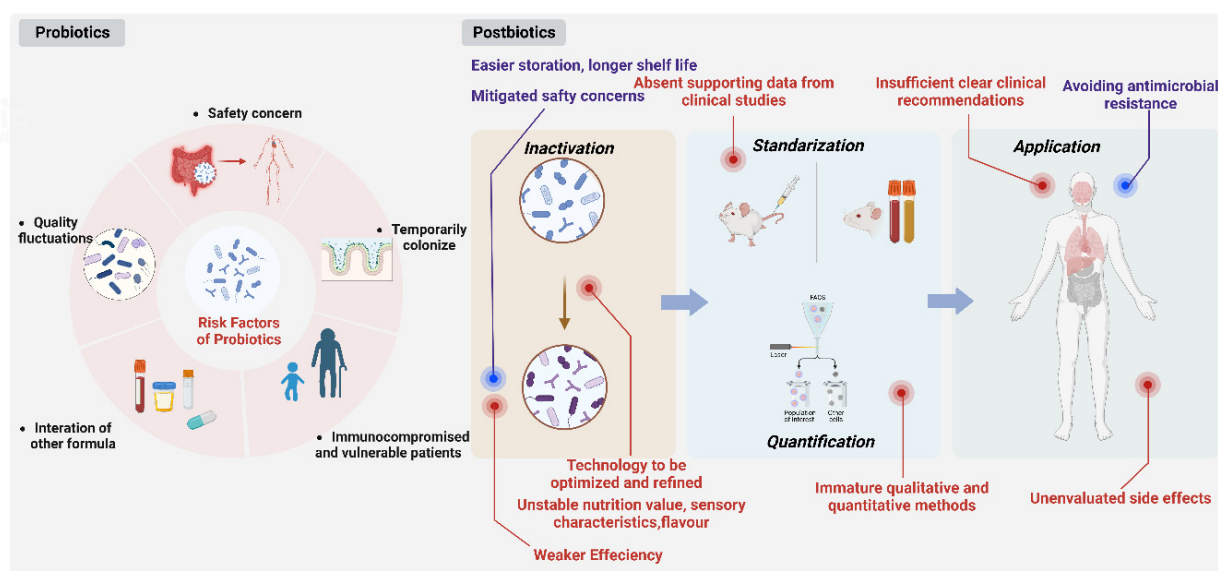 Probiotics
• Safety concern
• Quality
fluctuations
• Temporarily
colonize
Risk Factors
of Probiotics
• Interation of
other formula
• Immunocompromised
and vulnerable patients
Postbiotics
Easier storation, longer shelf life
Mitigated safty concerns
Absent supporting data from
clinical studies
Insufficient clear clinical
recommendations
Avoiding antimicrobial
resistance
Inactivation
Standarization
Application
FACS
Laser
Population
of interest
Other
cells
Quantification
Technology to be
optimized and refined
Unstable nutrition value, sensory
characteristics,flavour
Weaker Effeciency
Immature qualitative and
quantitative methods
Unenvaluated side effects